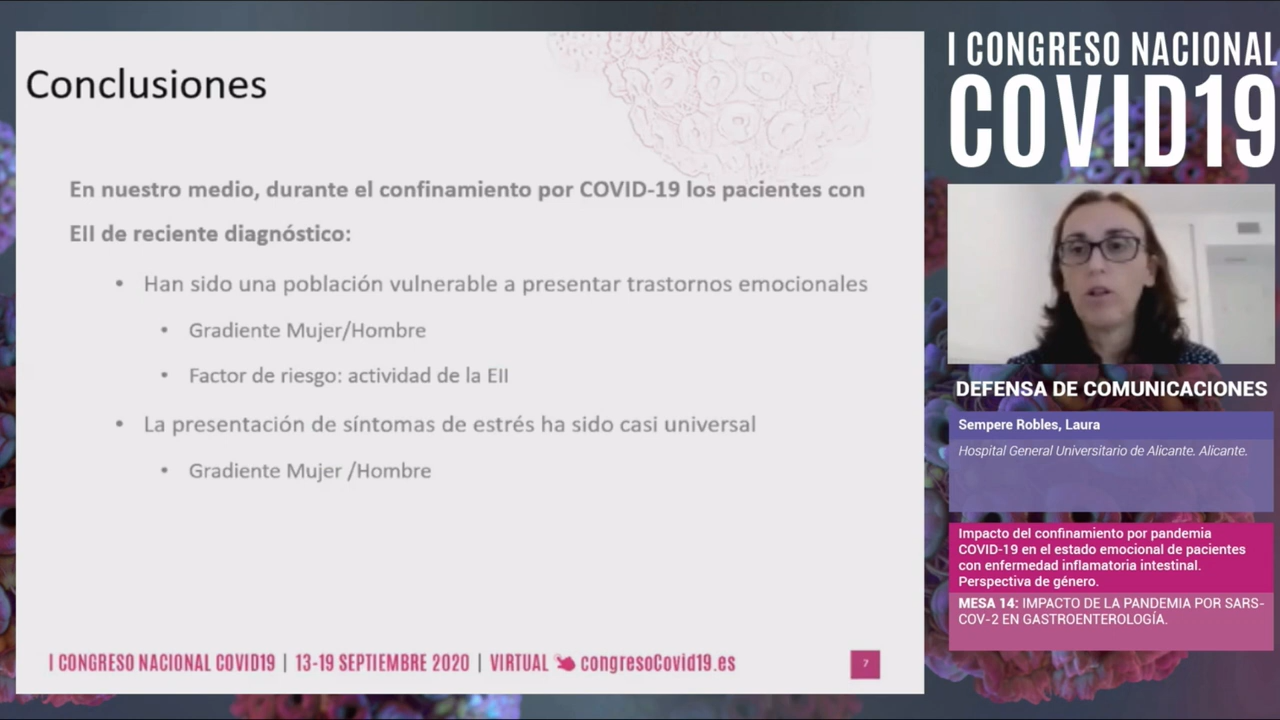 Conclusiones
En nuestro medio, durante el confinamiento por COVID-19 los pacientes con
EII de reciente diagnóstico:
• Han sido una población vulnerable a presentar trastornos emocionales
• Gradiente Mujer/Hombre
• Factor de riesgo: actividad de la EII
• La presentación de síntomas de estrés ha sido casi universal
• Gradiente Mujer /Hombre
I CONGRESO NACIONAL COVID19 | 13-19 SEPTIEMBRE 2020 | VIRTUAL congresoCovid19.es
7
I CONGRESO NACIONAL
COVID19
DEFENSA DE COMUNICACIONES
Sempere Robles, Laura
Hospital General Universitario de Alicante. Alicante.
Impacto del confinamiento por pandemia
COVID-19 en el estado emocional de pacientes
con enfermedad inflamatoria intestinal.
Perspectiva de género.
MESA 14: IMPACTO DE LA PANDEMIA POR SARS-
COV-2 EN GASTROENTEROLOGÍA.